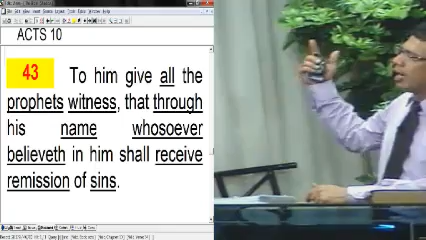 ACTS 10
43 To him give all the
prophets witness, that through
his name whosoever
believeth in him shall receive
remission of sins.